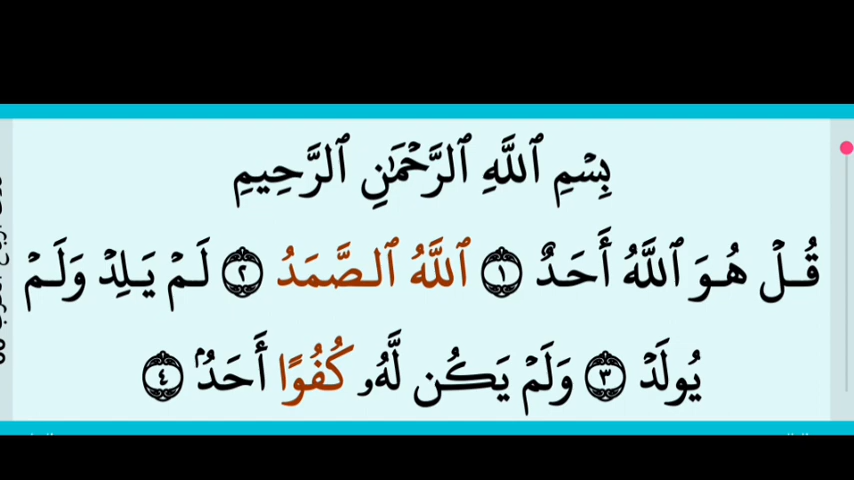 بِسۡمِ ٱللَّهِ ٱلرَّحۡمَٰنِ ٱلرَّحِيمِ
قُلۡ هُوَ ٱللَّهُ أَحَدٌ ١ ٱللَّهُ ٱلصَّمَدُ ٢ لَمۡ يَلِدۡ وَلَمۡ
يُولَدۡ ٣ وَلَمۡ يَكُن لَّهُۥ كُفُوًا أَحَدُۢ ٤